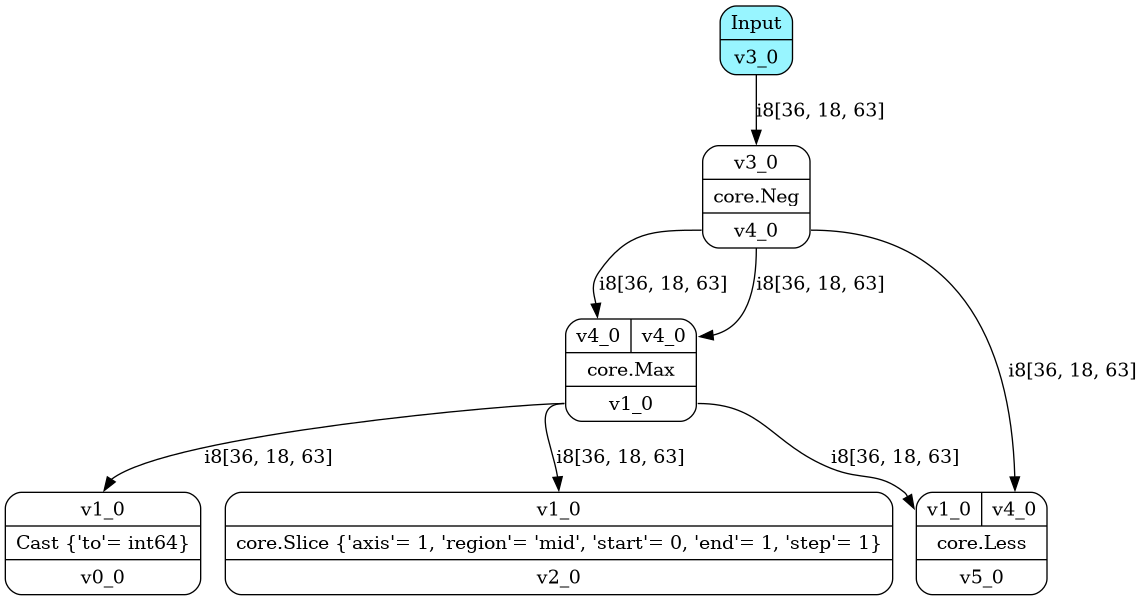 Input
v3_0
i8[36, 18, 63]
v3_0
core.Neg
v4_0
i8[36, 18, 63]
i8[36, 18, 63]
i8[36, 18, 63]
v4_0 v4_0
core.Max
v1_0
i8[36, 18, 63]
i8[36, 18, 63]
i8[36, 18, 63]
v1_0
Cast {'to'= int64}
v0_0
v1_0
core.Slice {'axis'= 1, 'region'= 'mid', 'start'= 0, 'end'= 1, 'step'= 1}
v2_0
v1_0 v4_0
core.Less
v5_0